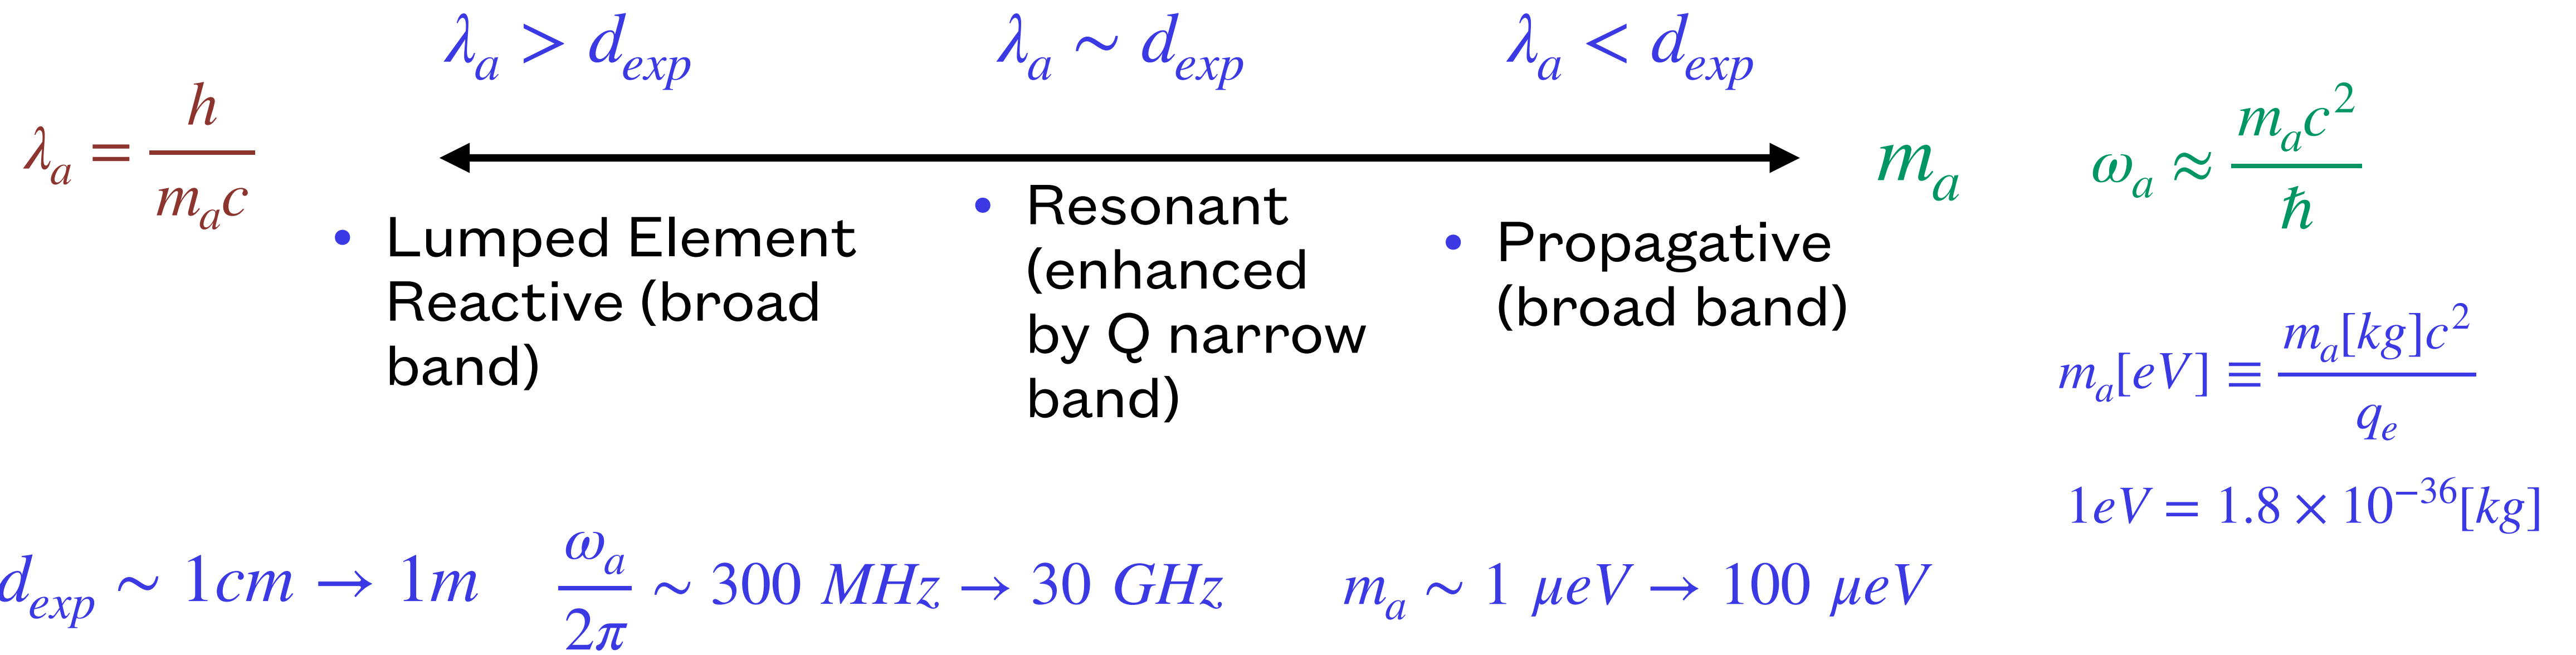 λ_a > d_exp
λ_a ∼ d_exp
λ_a < d_exp
λ_a = h / m_a c
m_a
ω_a ≈ m_a c² / ħ
• Lumped Element
Reactive (broad
band)
• Resonant
(enhanced
by Q narrow
band)
• Propagative
(broad band)
m_a[eV] ≡ m_a[kg]c² / q_e
1eV = 1.8 × 10⁻³⁶[kg]
d_exp ∼ 1cm → 1m
ω_a / 2π ∼ 300 MHz → 30 GHz
m_a ∼ 1 μeV → 100 μeV